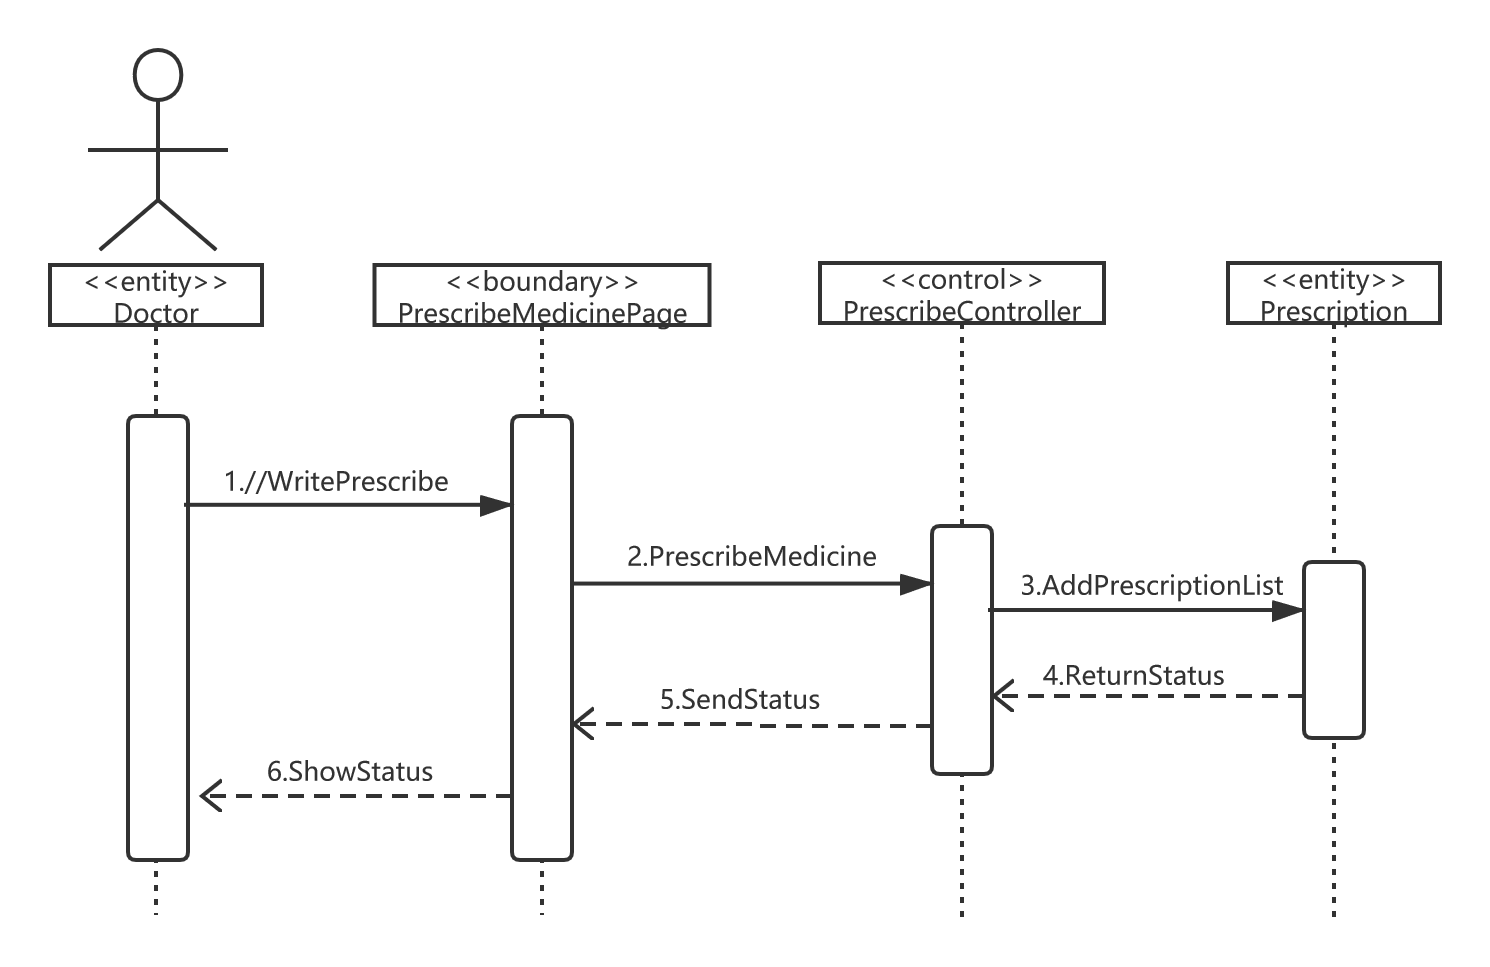 <<entity>>
Doctor
<<boundary>>
PrescribeMedicinePage
<<control>>
PrescribeController
<<entity>>
Prescription
1.//WritePrescribe
2.PrescribeMedicine
3.AddPrescriptionList
4.ReturnStatus
5.SendStatus
6.ShowStatus